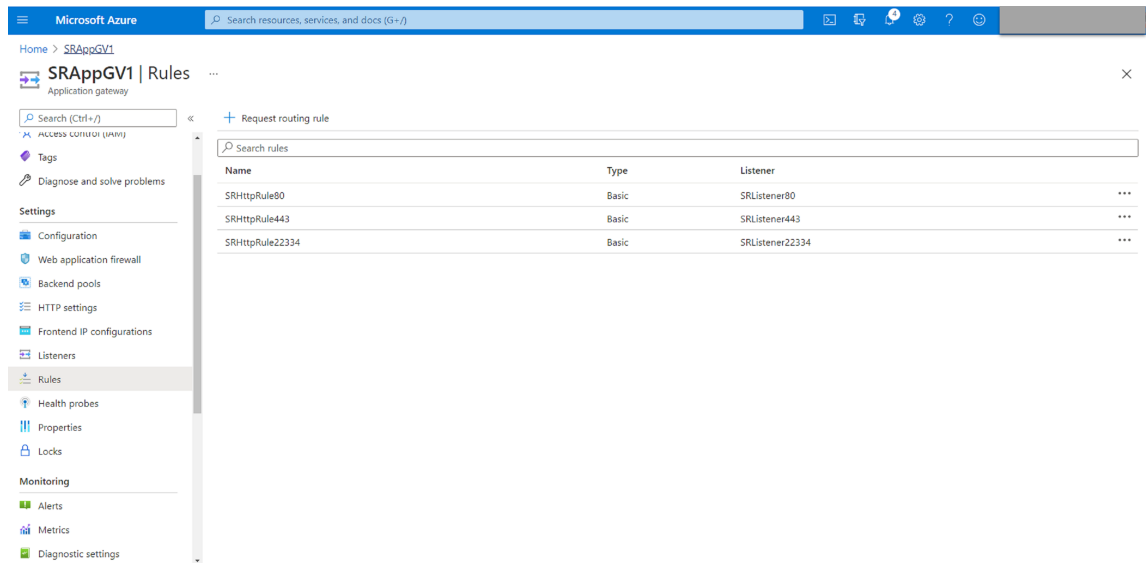 Microsoft Azure
Search resources, services, and docs (G+/)
4
Home > SRAppGV1
SRAppGV1 | Rules ...
Application gateway
Search (Ctrl+/) «
Request routing rule
Access control (IAM)
Tags
Diagnose and solve problems
Settings
Configuration
Web application firewall
Backend pools
HTTP settings
Frontend IP configurations
Listeners
Rules
Health probes
Properties
Locks
Monitoring
Alerts
Metrics
Diagnostic settings
Search rules
Name Type Listener
SRHttpRule80 Basic SRListener80 ...
SRHttpRule443 Basic SRListener443 ...
SRHttpRule22334 Basic SRListener22334 ...